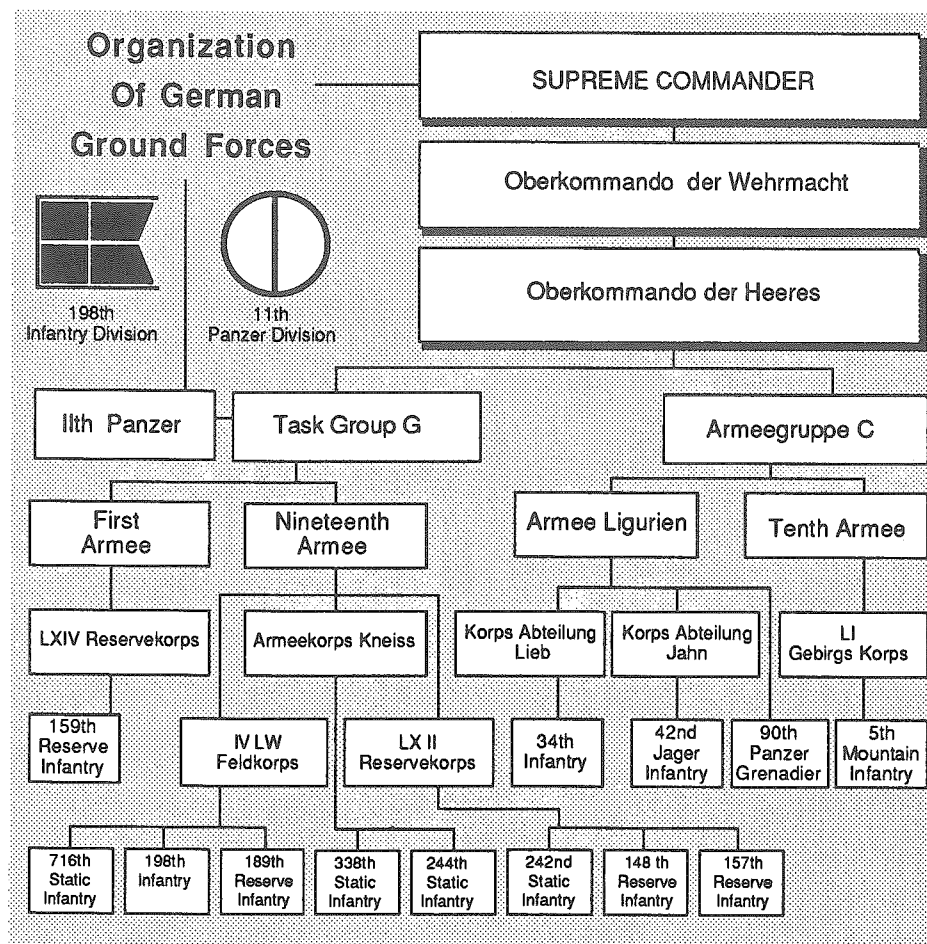 Organization
Of German
Ground Forces
SUPREME COMMANDER
Oberkommando der Wehrmacht
Oberkommando der Heeres
198th
Infantry Division
11th
Panzer Division
IIth Panzer
Task Group G
Armeegruppe C
First
Armee
Nineteenth
Armee
Armee Ligurien
Tenth Armee
LXIV Reservekorps
Armeekorps Kneiss
Korps Abteilung
Lieb
Korps Abteilung
Jahn
LI
Gebirgs Korps
159th
Reserve
Infantry
IV LW
Feldkorps
LX II
Reservekorps
34th
Infantry
42nd
Jager
Infantry
90th
Panzer
Grenadier
5th
Mountain
Infantry
716th
Static
Infantry
198th
Infantry
189th
Reserve
Infantry
338th
Static
Infantry
244th
Static
Infantry
242nd
Static
Infantry
148 th
Reserve
Infantry
157th
Reserve
Infantry